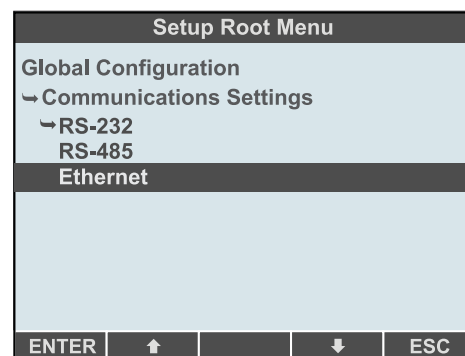 Setup Root Menu
Global Configuration
➥Communications Settings
➥RS-232
RS-485
Ethernet
ENTER ⬆ ⬇ ESC